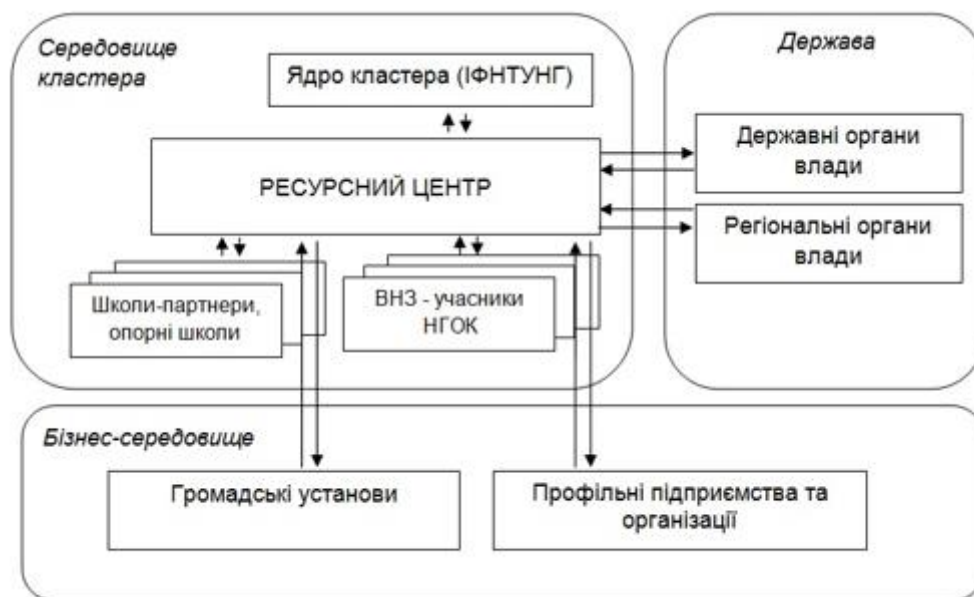 Середовище
кластера
Ядро кластера (ІФНТУНГ)
РЕСУРСНИЙ ЦЕНТР
Школи-партнери,
опорні школи
ВНЗ - учасники
НГОК
Держава
Державні органи
влади
Регіональні органи
влади
Бізнес-середовище
Громадські установи
Профільні підприємства та
організації